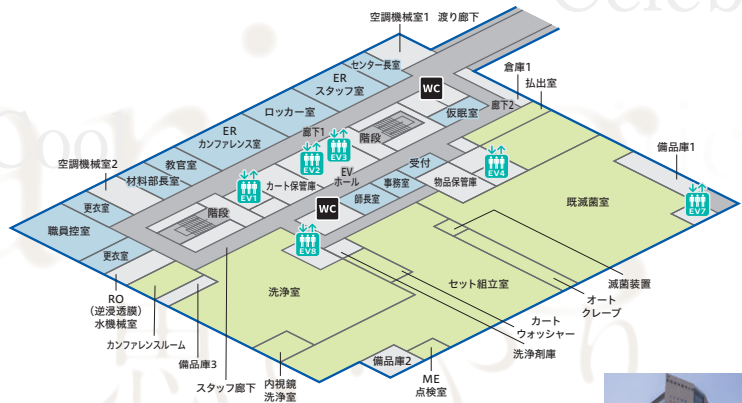 空調機械室1
渡り廊下
センター長室
ER
スタッフ室
WC
倉庫1
払出室
ロッカー室
仮眠室
廊下2
ER
カンファレンス室
廊下1
階段
EV3
EV2
備品庫1
教官室
受付
EV
ホール
EV4
空調機械室2
材料部長室
カート保管庫
事務室
物品保管庫
EV1
師長室
既滅菌室
EV7
更衣室
階段
WC
職員控室
EV8
更衣室
洗浄室
セット組立室
滅菌装置
RO
(逆浸透膜)
水機械室
オート
クレーブ
カート
ウォッシャー
カンファレンスルーム
洗浄剤庫
備品庫3
備品庫2
スタッフ廊下
内視鏡
洗浄室
ME
点検室